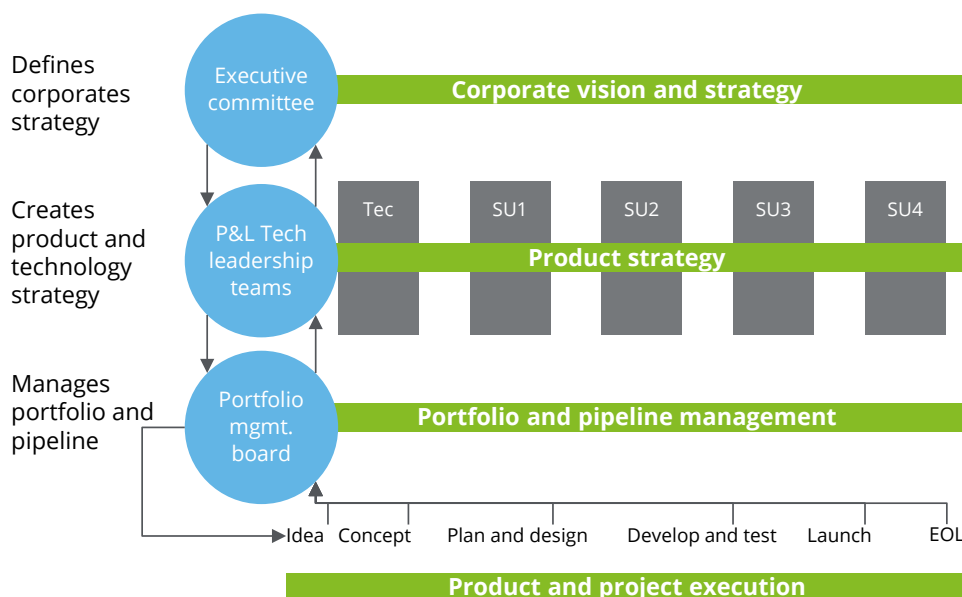 Defines
corporates
strategy
Executive
committee
Corporate vision and strategy
Creates
product and
technology
strategy
P&L Tech
leadership
teams
Tec
SU1
SU2
SU3
SU4
Product strategy
Manages
portfolio and
pipeline
Portfolio
mgmt.
board
Portfolio and pipeline management
Idea
Concept
Plan and design
Develop and test
Launch
EOL
Product and project execution